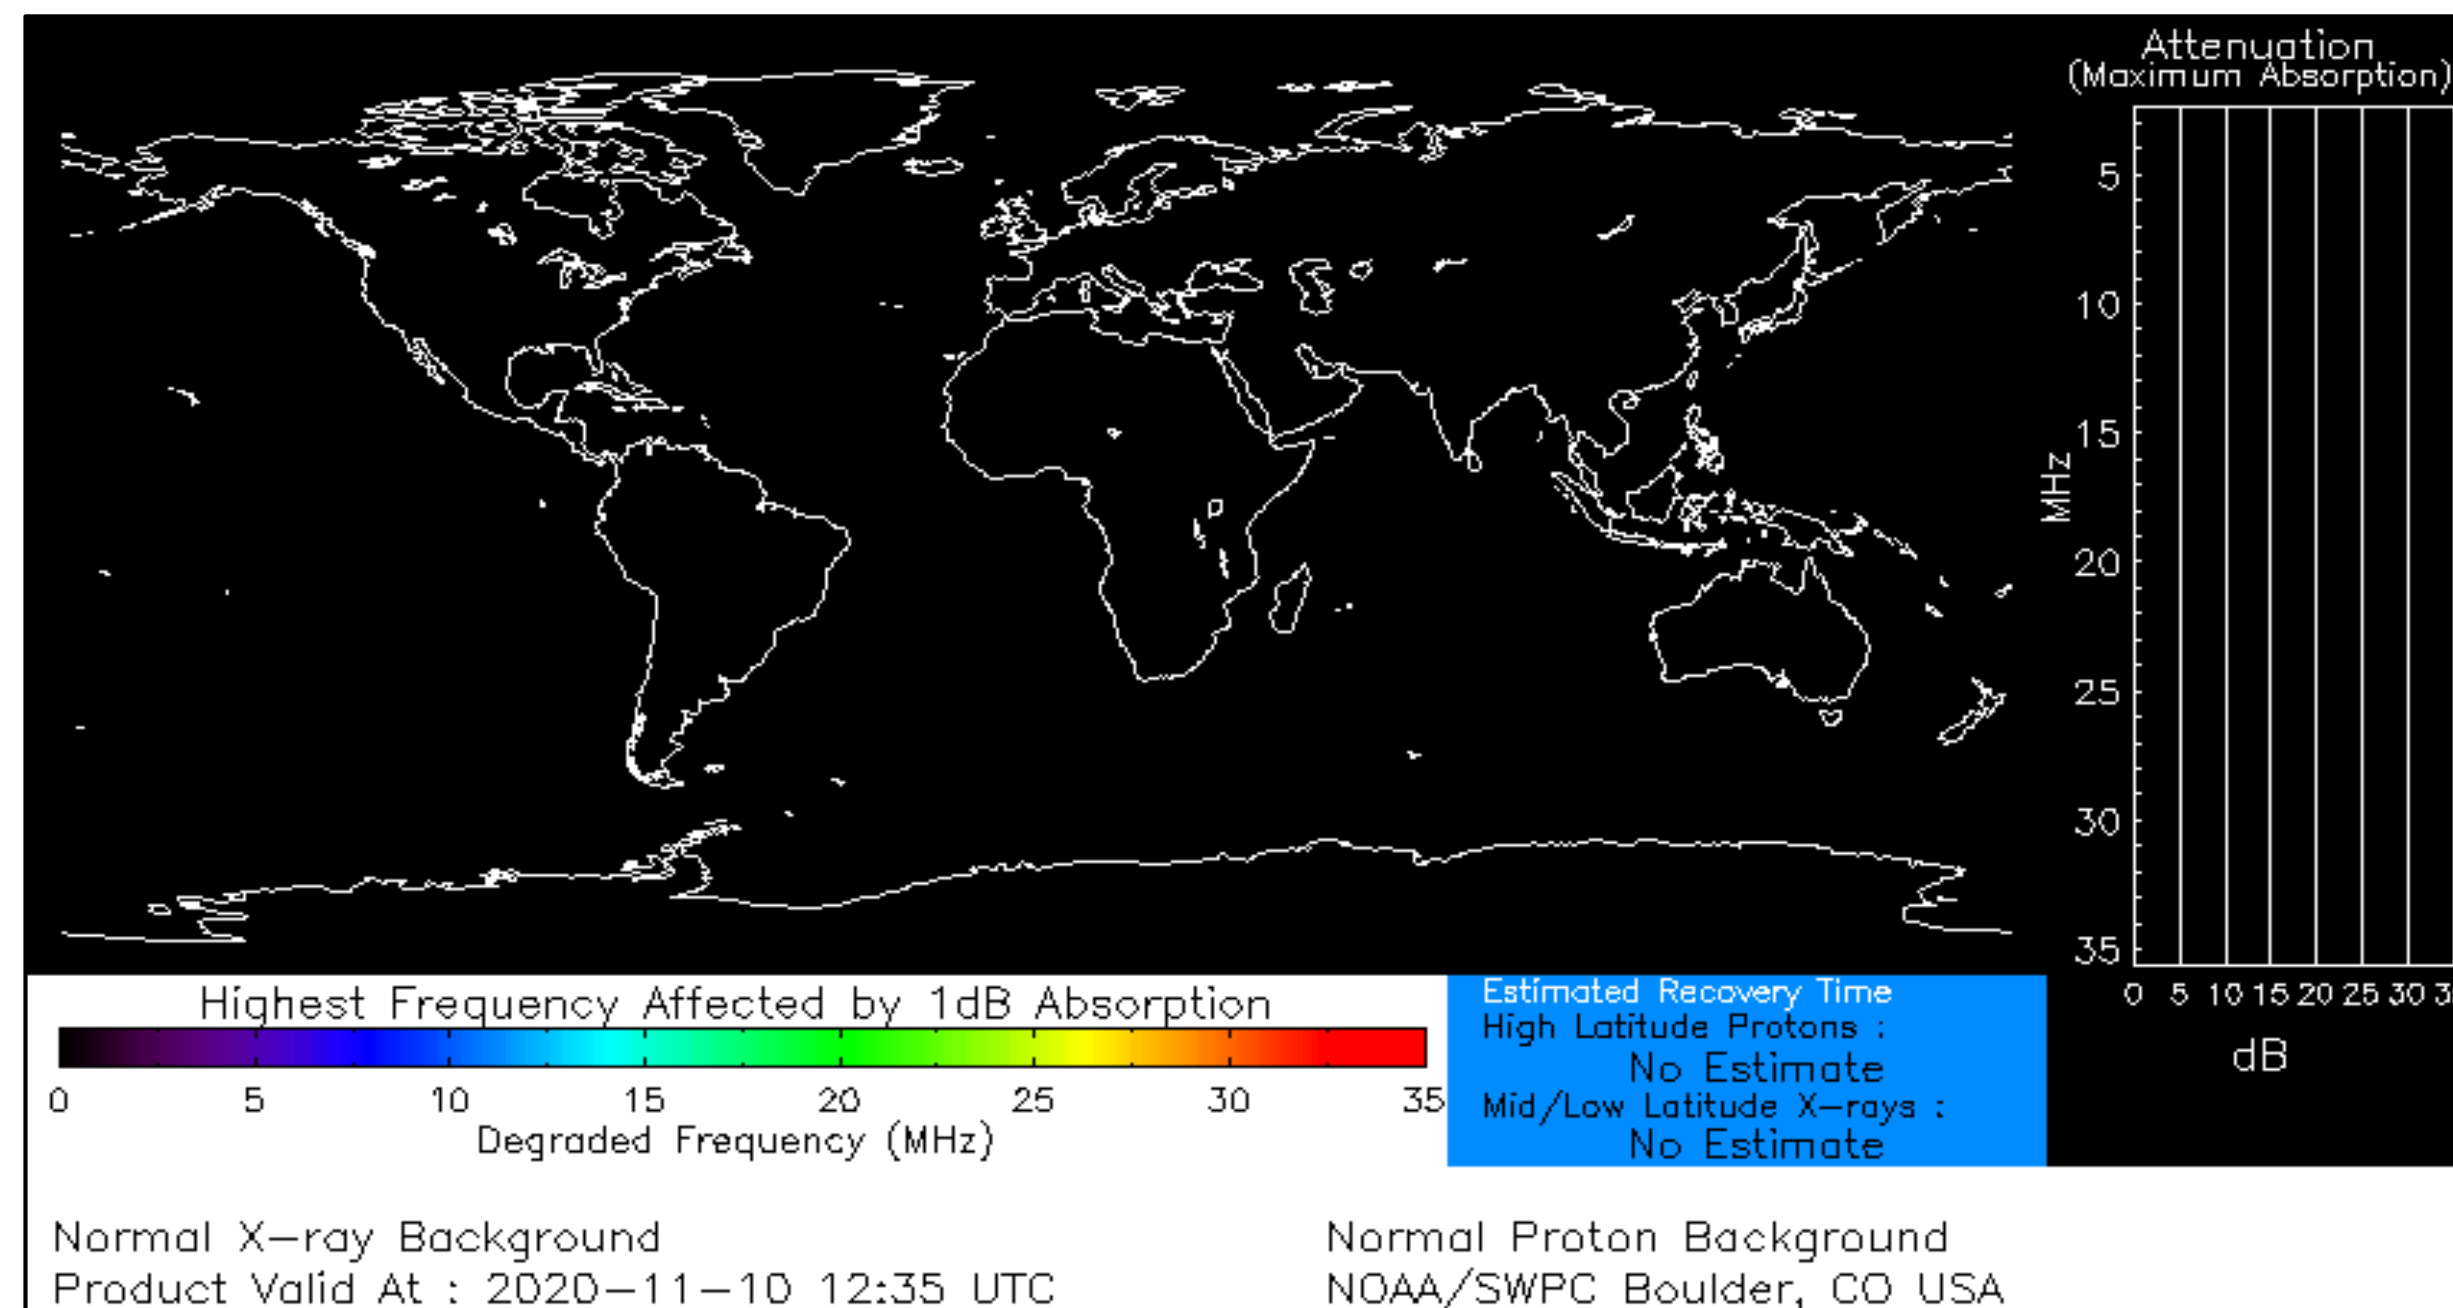 Attenuation
(Maximum Absorption)
5
10
15
20
25
30
35
MHz
0 5 10 15 20 25 30
dB
Highest Frequency Affected by 1dB Absorption
0 5 10 15 20 25 30 35
Degraded Frequency (MHz)
Estimated Recovery Time
High Latitude Protons :
No Estimate
Mid/Low Latitude X-rays :
No Estimate
Normal X-ray Background
Normal Proton Background
Product Valid At : 2020-11-10 12:35 UTC
NOAA/SWPC Boulder, CO USA